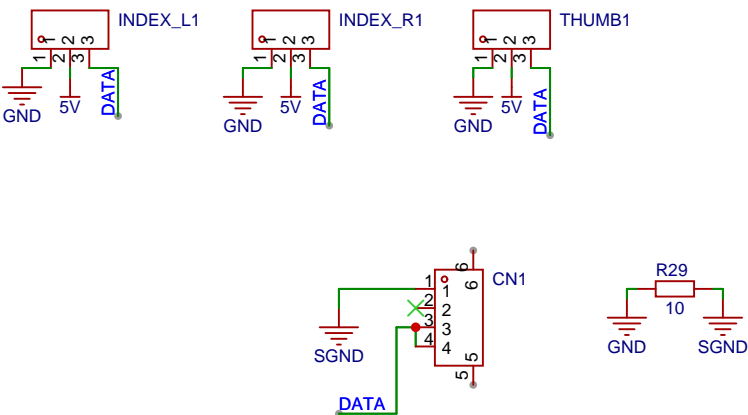 INDEX_L1
1 2 3
1 2 3
GND
5V
DATA
INDEX_R1
1 2 3
1 2 3
GND
5V
DATA
THUMB1
1 2 3
1 2 3
GND
5V
DATA
CN1
6
6
1
1
2
2
3
3
4
4
5
5
SGND
DATA
R29
10
GND
SGND